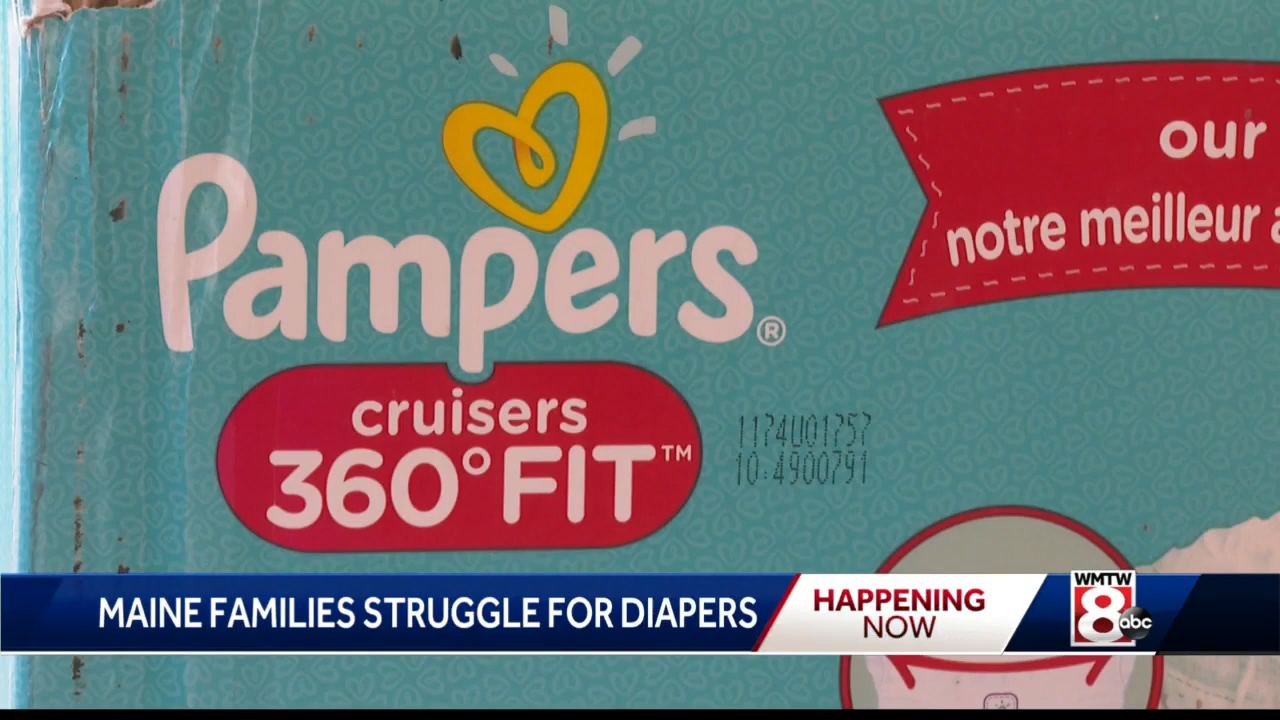 Pampers®
cruisers
360° FIT™
our
notre meilleur
1174U01757
10:4900791
MAINE FAMILIES STRUGGLE FOR DIAPERS
HAPPENING
NOW
WMTW
8
abc